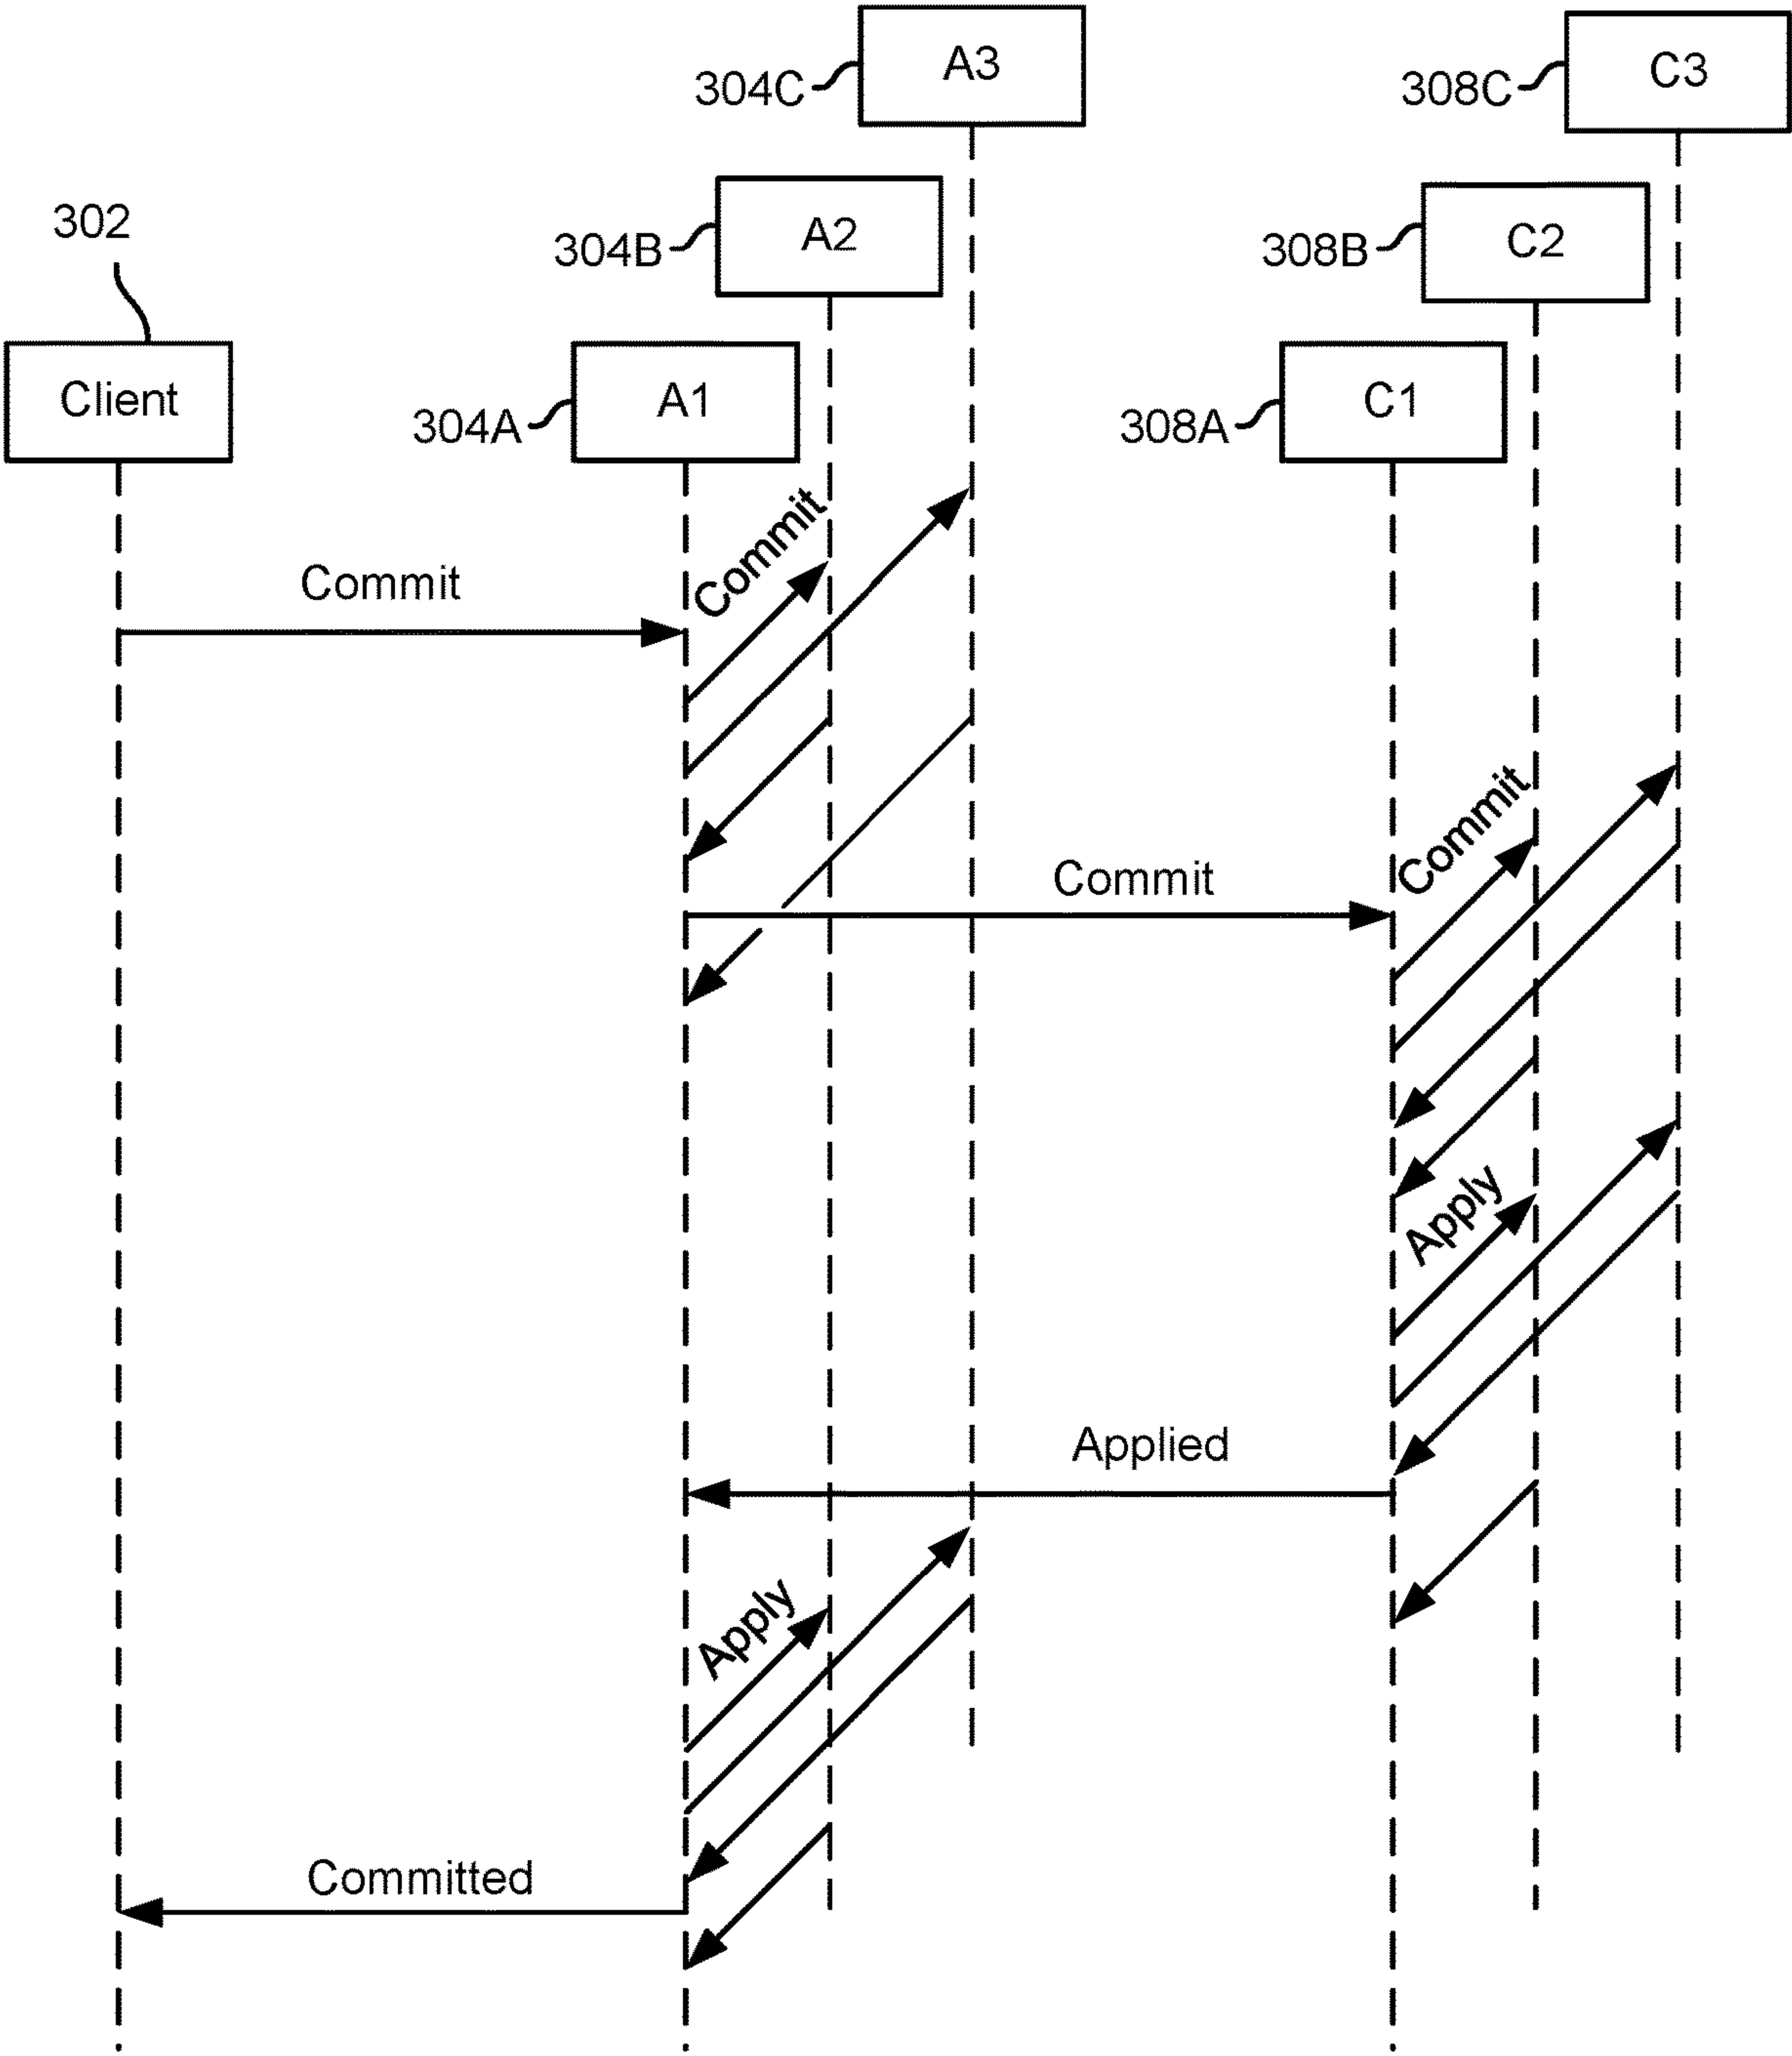 A3
C3
304C
308C
302
A2
C2
304B
308B
Client
A1
C1
304A
308A
Commit
Commit
Commit
Commit
Apply
Applied
Apply
Committed